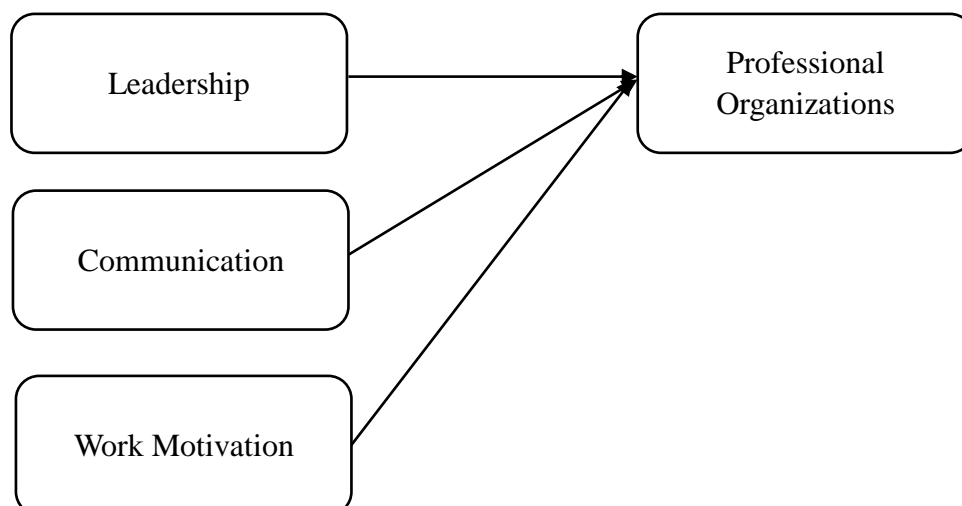 Leadership
Professional
Organizations
Communication
Work Motivation